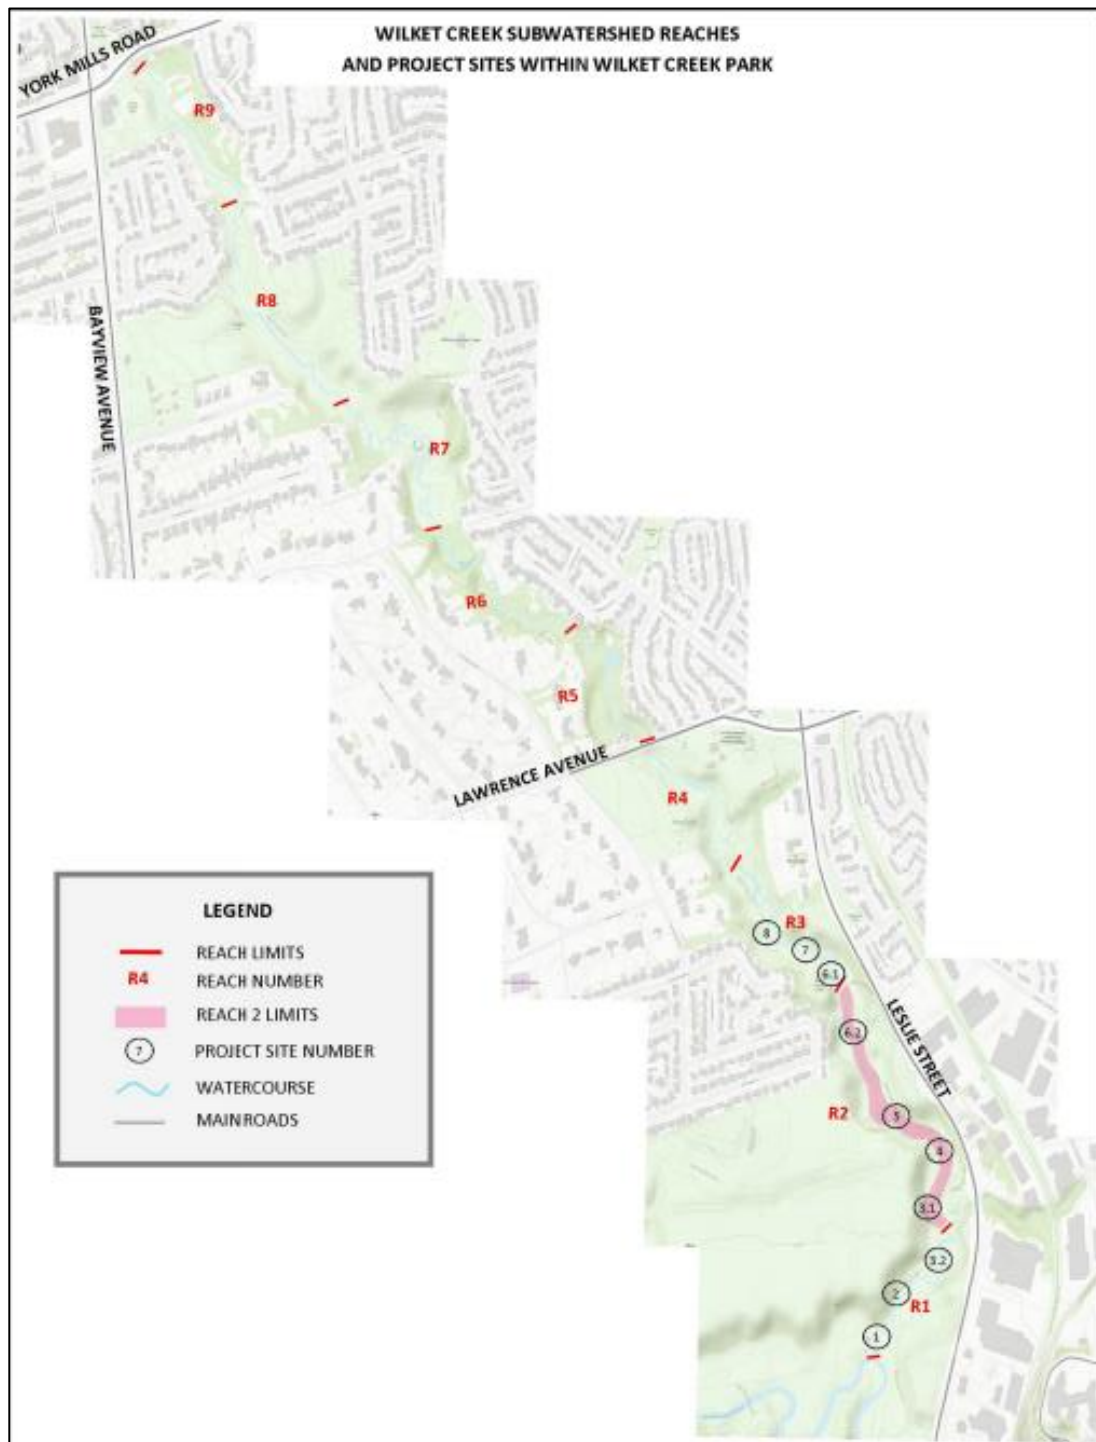 WILKET CREEK SUBWATERSHED REACHES
AND PROJECT SITES WITHIN WILKET CREEK PARK
YORK MILLS ROAD
R9
R8
BAYVIEW AVENUE
R7
R6
R5
LAWRENCE AVENUE
R4
R3
8
7
6.1
LESLIE STREET
6.2
R2
5
4
3.1
3.2
2
R1
1
LEGEND
REACH LIMITS
R4 REACH NUMBER
REACH 2 LIMITS
7 PROJECT SITE NUMBER
WATERCOURSE
MAIN ROADS